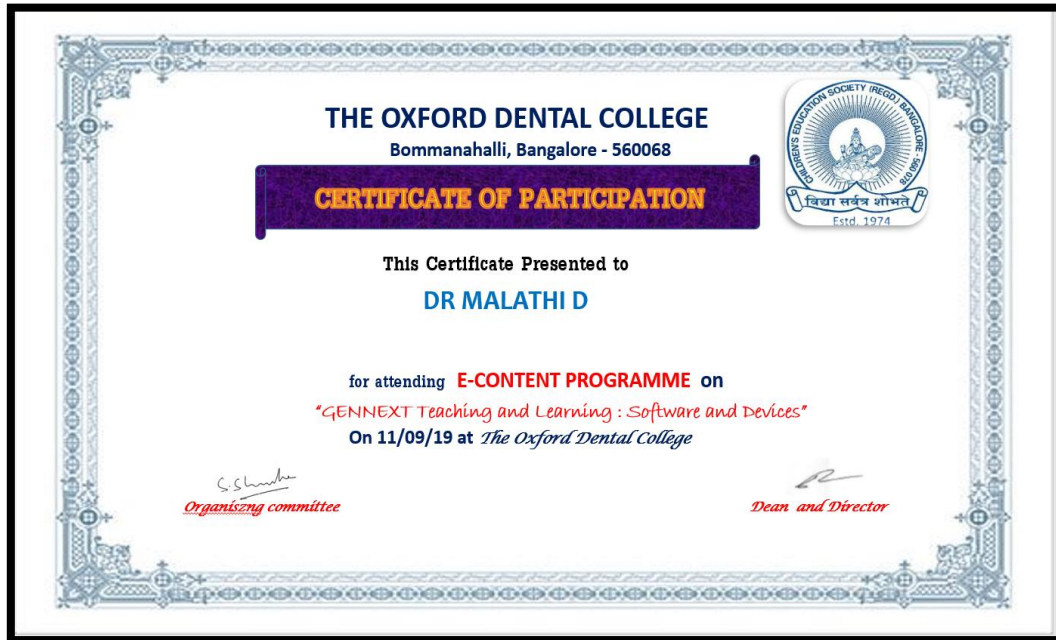 THE OXFORD DENTAL COLLEGE
Bommanahalli, Bangalore - 560068
CHILDREN'S EDUCATION SOCIETY (REGD.) BANGALORE - 560 078
विद्या सर्वत्र शोभते
Estd. 1974
CERTIFICATE OF PARTICIPATION
This Certificate Presented to
DR MALATHI D
for attending E-CONTENT PROGRAMME on
"GENNEXT Teaching and Learning : Software and Devices"
On 11/09/19 at The Oxford Dental College
Organiszng committee
Dean and Director